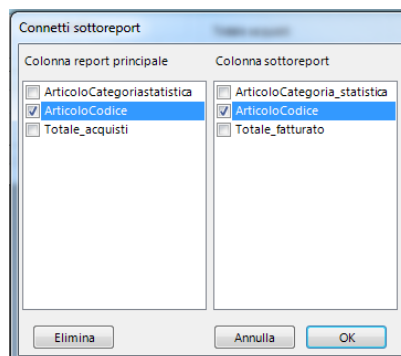 Connetti sottoreport
Colonna report principale
Colonna sottoreport
ArticoloCategoriastatistica
ArticoloCodice
Totale_acquisti
ArticoloCategoria_statistica
ArticoloCodice
Totale_fatturato
Elimina
Annulla
OK